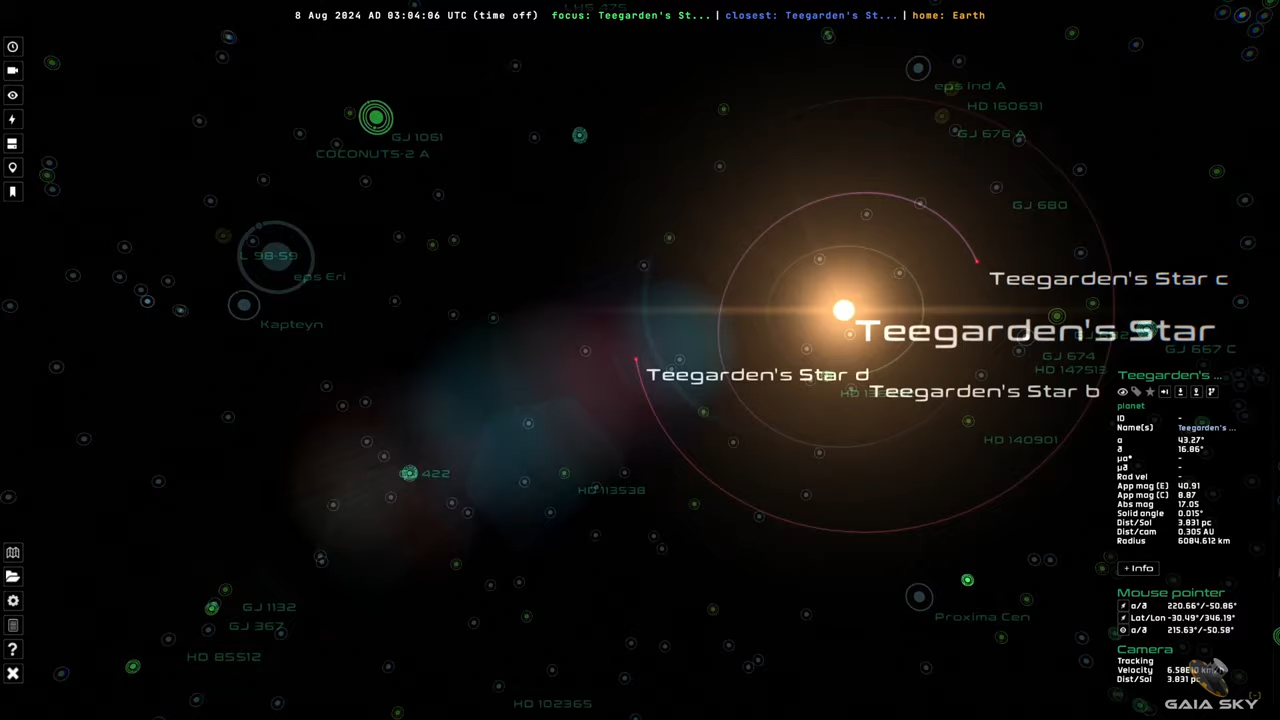 8 Aug 2024 AD 03:04:06 UTC (time off) focus: Teegarden's St... | closest: Teegarden's St... | home: Earth
LHS 475
eps Ind A
HD 160691
GJ 676 A
GJ 1061
COCONUTS-2 A
GJ 680
L 98-59
eps Eri
Teegarden's Star c
Kapteyn
Teegarden's Star
GJ 667 C
GJ 674
HD 147513
Teegarden's Star d
Teegarden's Star b
HD 140901
GJ 422
HD 113538
GJ 1132
GJ 367
HD 85512
Proxima Cen
HD 102365
Teegarden's ...
planet
ID -
Name(s) Teegarden's ...
α 43.27°
δ 16.86°
μα* -
μδ -
Rad vel -
App mag (E) 40.91
App mag (C) 8.87
Abs mag 17.05
Solid angle 0.015°
Dist/Sol 3.831 pc
Dist/cam 0.305 AU
Radius 6084.612 km
+ Info
Mouse pointer
α/δ 220.66°/-50.86°
Lat/Lon -30.49°/346.19°
α/δ 215.63°/-50.58°
Camera
Tracking
Velocity
Dist/Sol 3.831 pc
GAIA SKY